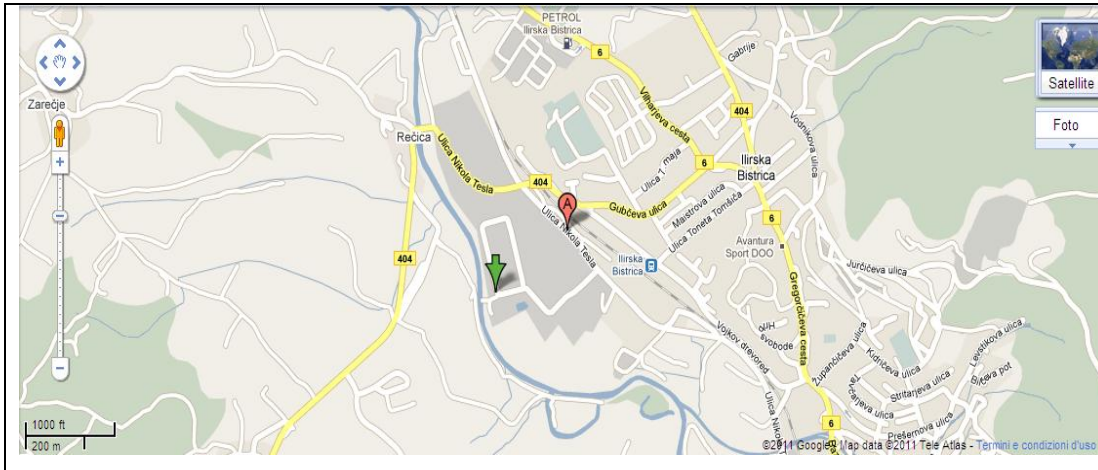 PETROL
Ilirska Bistrica
6
Gabrije
Satellite
Zarečje
Foto
Vilharjeva cesta
404
Vodnikova ulica
Rečica
Ulica Nikola Tesla
404
Ulica 1. maja
6
Ilirska
Bistrica
Gubčeva ulica
Maistrova ulica
Ulica Toneta Tomšiča
A
Ulica Nikola Tesla
6
Avantura
Sport DOO
Ilirska
Bistrica
404
Jurčičeva ulica
Gregorčičeva cesta
Vojkov drevored
svobode
Župančičeva ulica
Kidričeva ulica
Levstikova ulica
Stritarjeva ulica
Prešernova ulica
1000 ft
200 m
6
©2011 Google - Map data ©2011 Tele Atlas - Termini e condizioni d'uso